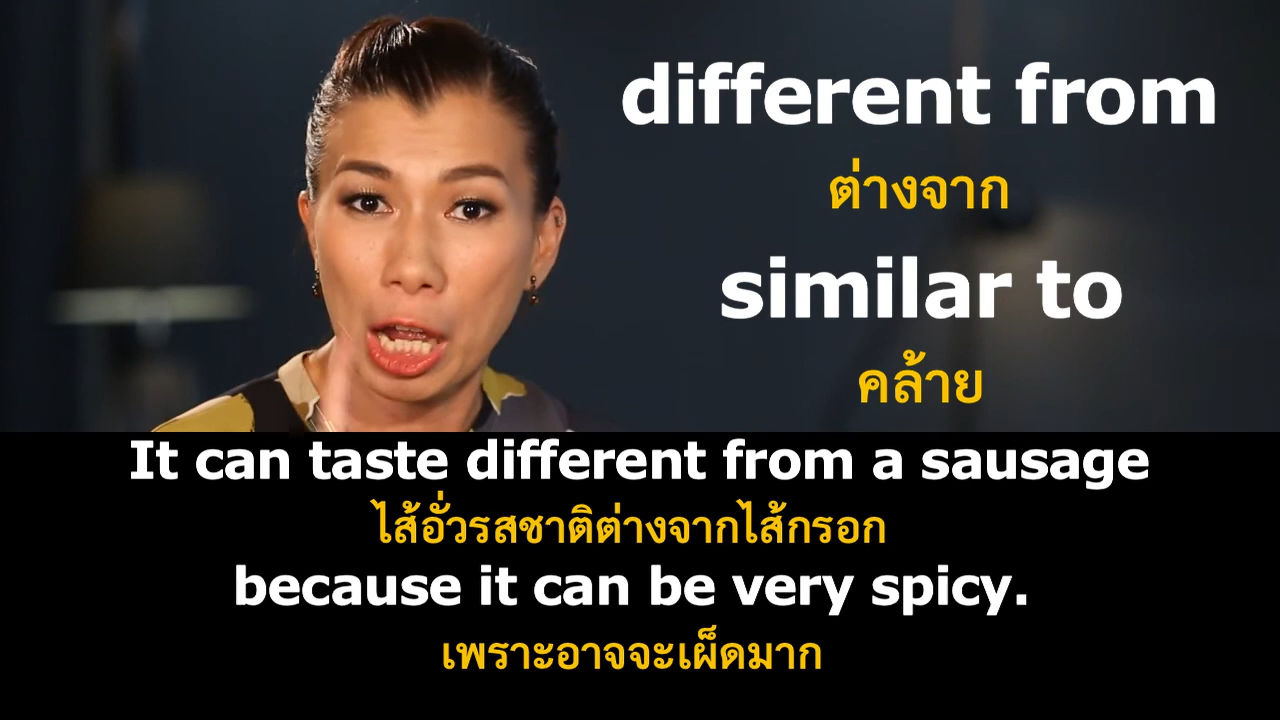 different from
ต่างจาก
similar to
คล้าย
It can taste different from a sausage
ไส้อั่วรสชาติต่างจากไส้กรอก
because it can be very spicy.
เพราะอาจจะเผ็ดมาก